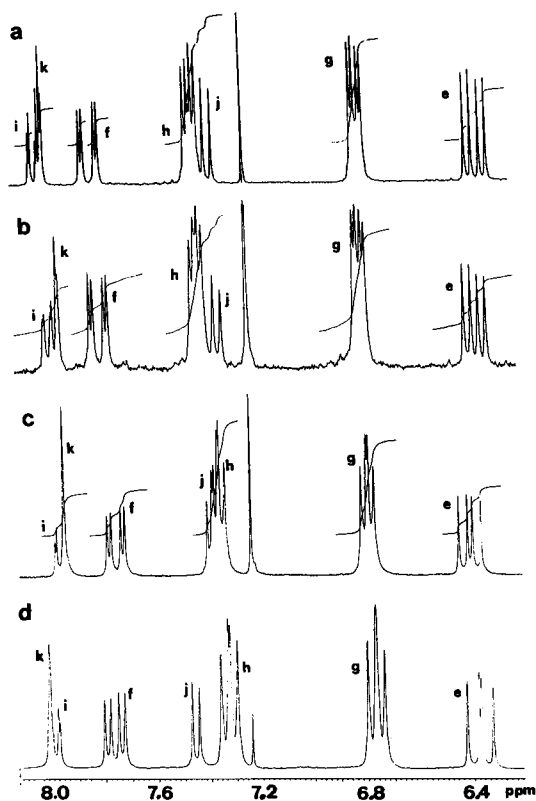 a
i k f h j g e
b
i k f h j g e
c
i k f j h g e
d
k i f j h g e
8.0 7.6 7.2 6.8 6.4 ppm